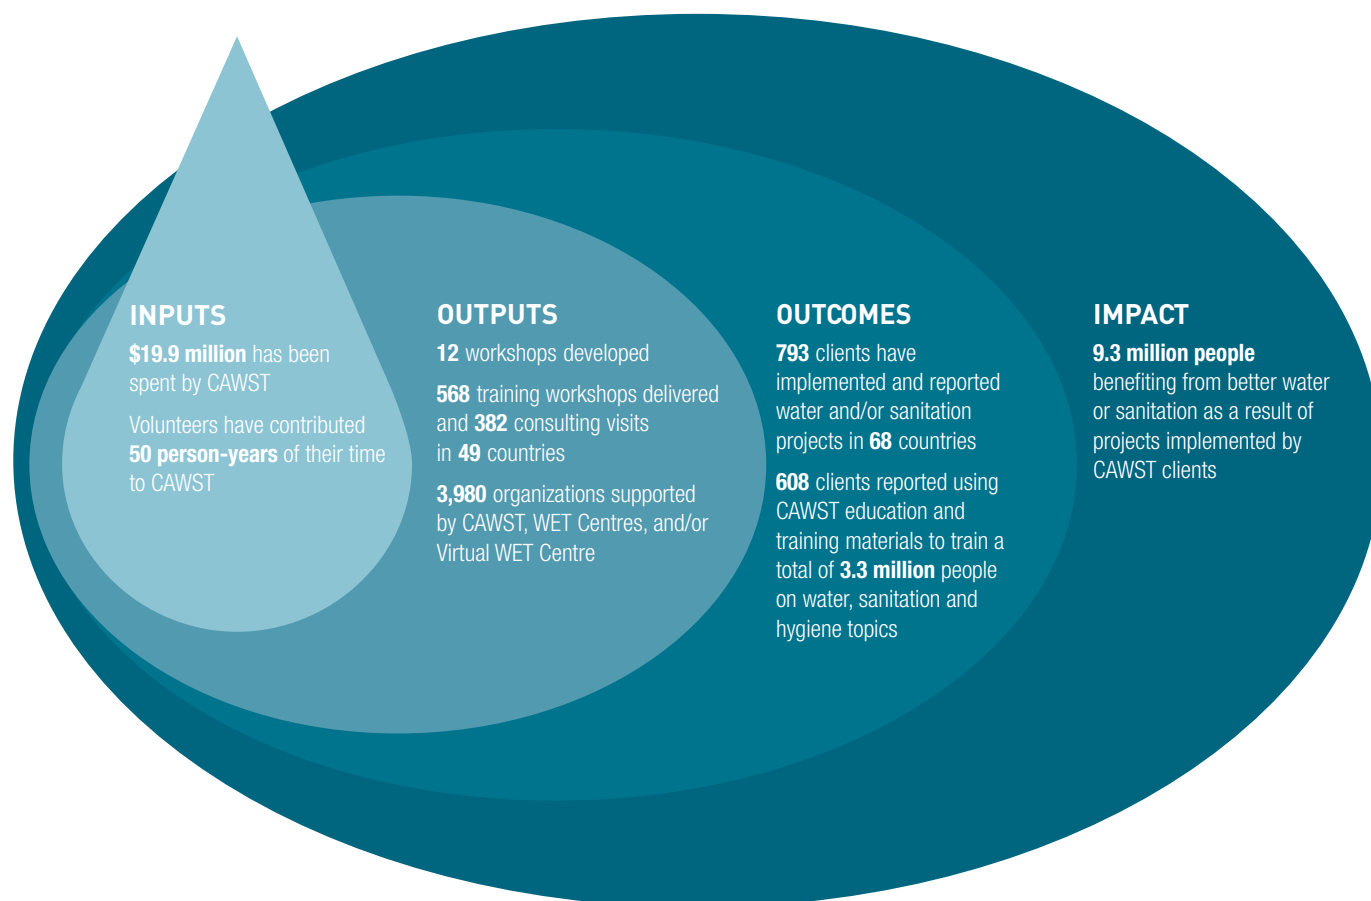 INPUTS
$19.9 million has been
spent by CAWST
Volunteers have contributed
50 person-years of their time
to CAWST
OUTPUTS
12 workshops developed
568 training workshops delivered
and 382 consulting visits
in 49 countries
3,980 organizations supported
by CAWST, WET Centres, and/or
Virtual WET Centre
OUTCOMES
793 clients have
implemented and reported
water and/or sanitation
projects in 68 countries
608 clients reported using
CAWST education and
training materials to train a
total of 3.3 million people
on water, sanitation and
hygiene topics
IMPACT
9.3 million people
benefiting from better water
or sanitation as a result of
projects implemented by
CAWST clients